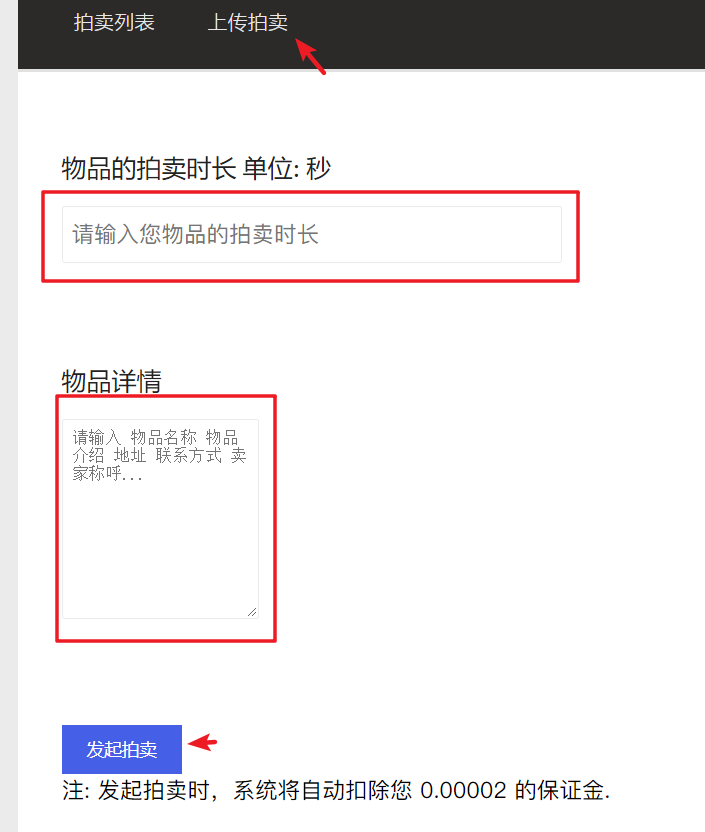 拍卖列表 上传拍卖
物品的拍卖时长 单位: 秒
请输入您物品的拍卖时长
物品详情
请输入 物品名称 物品
介绍 地址 联系方式 卖
家称呼...
发起拍卖
注: 发起拍卖时，系统将自动扣除您 0.00002 的保证金.